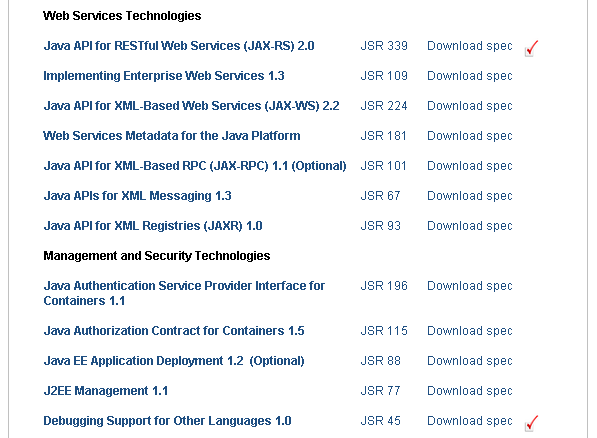 Web Services Technologies
Java API for RESTful Web Services (JAX-RS) 2.0 JSR 339 Download spec
Implementing Enterprise Web Services 1.3 JSR 109 Download spec
Java API for XML-Based Web Services (JAX-WS) 2.2 JSR 224 Download spec
Web Services Metadata for the Java Platform JSR 181 Download spec
Java API for XML-Based RPC (JAX-RPC) 1.1 (Optional) JSR 101 Download spec
Java APIs for XML Messaging 1.3 JSR 67 Download spec
Java API for XML Registries (JAXR) 1.0 JSR 93 Download spec
Management and Security Technologies
Java Authentication Service Provider Interface for JSR 196 Download spec
Containers 1.1
Java Authorization Contract for Containers 1.5 JSR 115 Download spec
Java EE Application Deployment 1.2 (Optional) JSR 88 Download spec
J2EE Management 1.1 JSR 77 Download spec
Debugging Support for Other Languages 1.0 JSR 45 Download spec